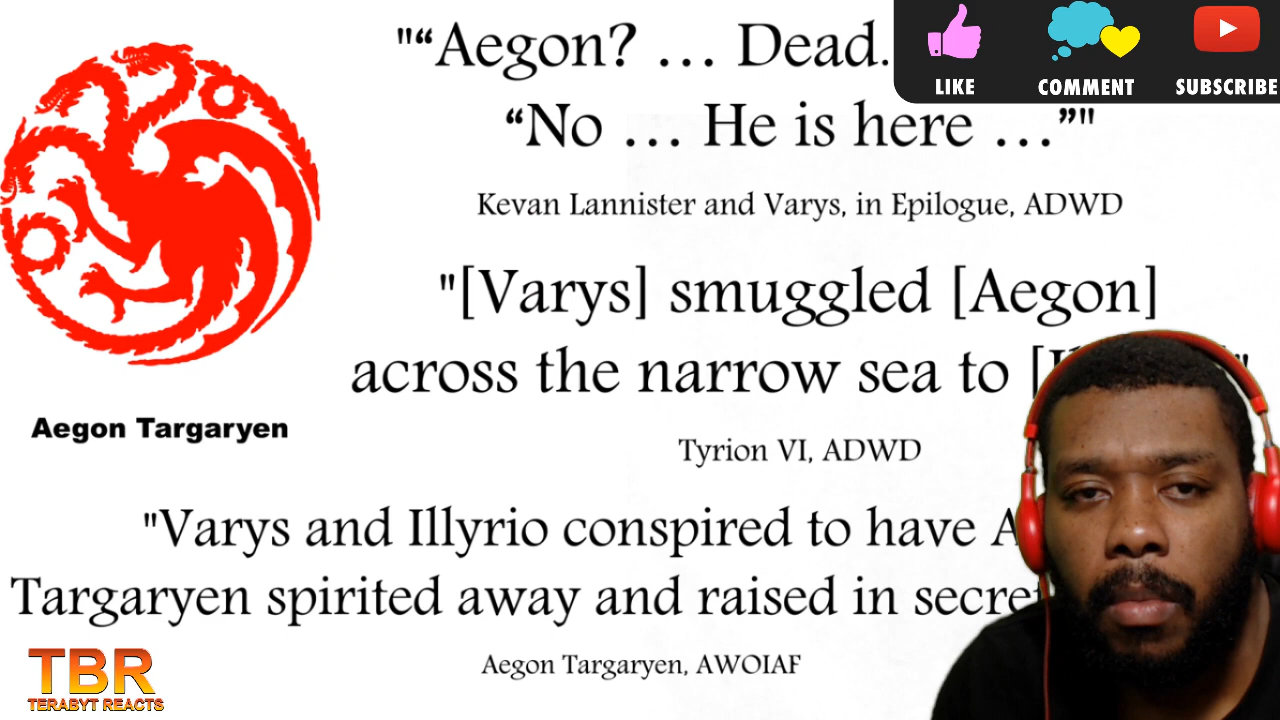 "“Aegon? … Dead.
“No … He is here …”"
Kevan Lannister and Varys, in Epilogue, ADWD
"[Varys] smuggled [Aegon]
across the narrow sea to [
Tyrion VI, ADWD
"Varys and Illyrio conspired to have
Targaryen spirited away and raised in
Aegon Targaryen, AWOIAF
Aegon Targaryen
LIKE
COMMENT
SUBSCRIBE
TBR
TERABYT REACTS